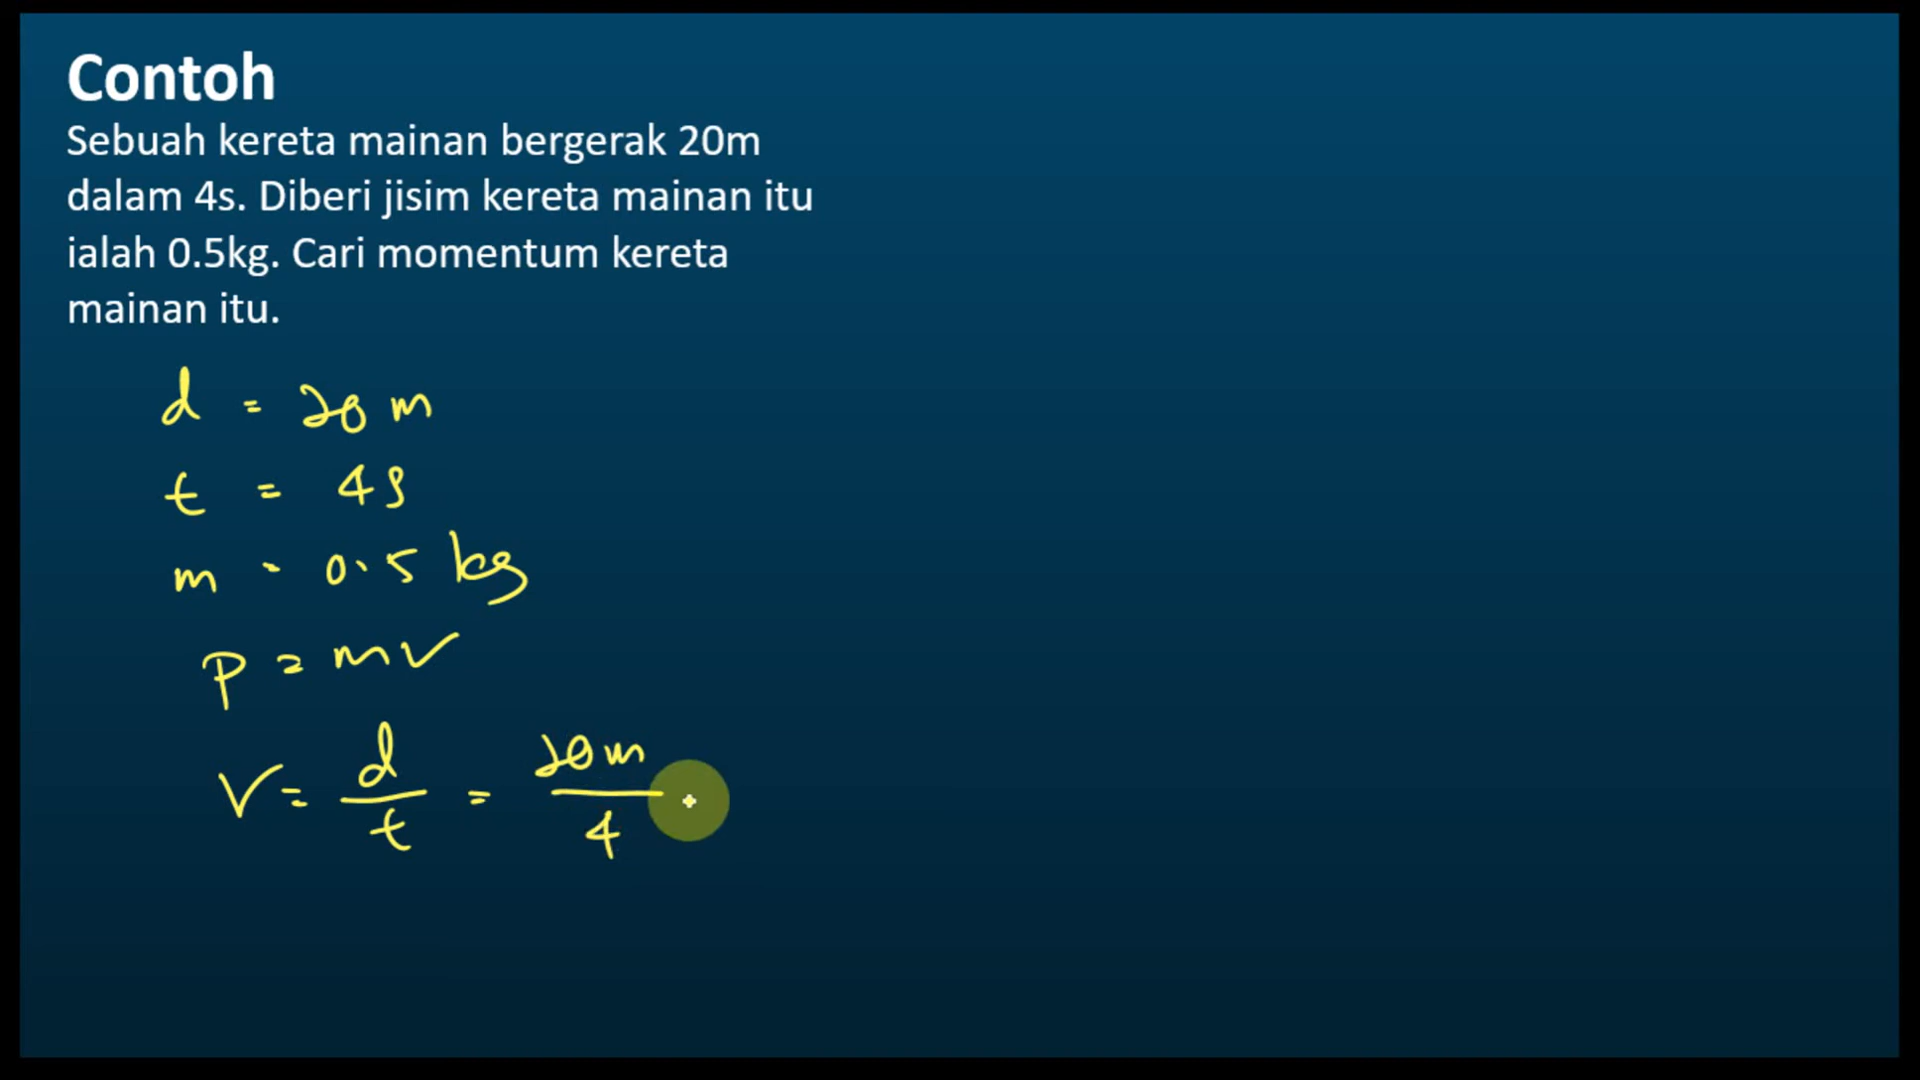 Contoh
Sebuah kereta mainan bergerak 20m
dalam 4s. Diberi jisim kereta mainan itu
ialah 0.5kg. Cari momentum kereta
mainan itu.
d = 20 m
t = 4s
m = 0.5 kg
p = mv
v = d/t = 20m/4